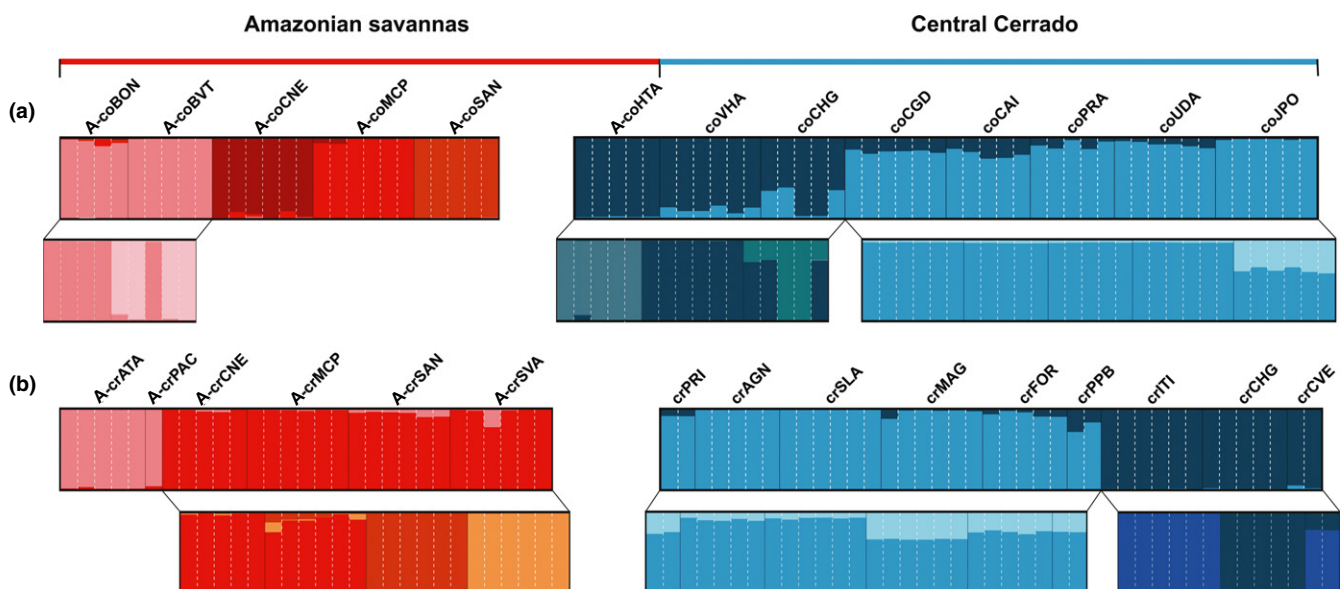 Amazonian savannas Central Cerrado
(a) A-coBON A-coBVT A-coCNE A-coMCP A-coSAN A-coHTA coVHA coCHG coCGD coCAI coPRA coUDA coJPO
(b) A-crATA A-crPAC A-crCNE A-crMCP A-crSAN A-crSVA crPRI crAGN crSLA crMAG crFOR crPPB crITI crCHG crCVE